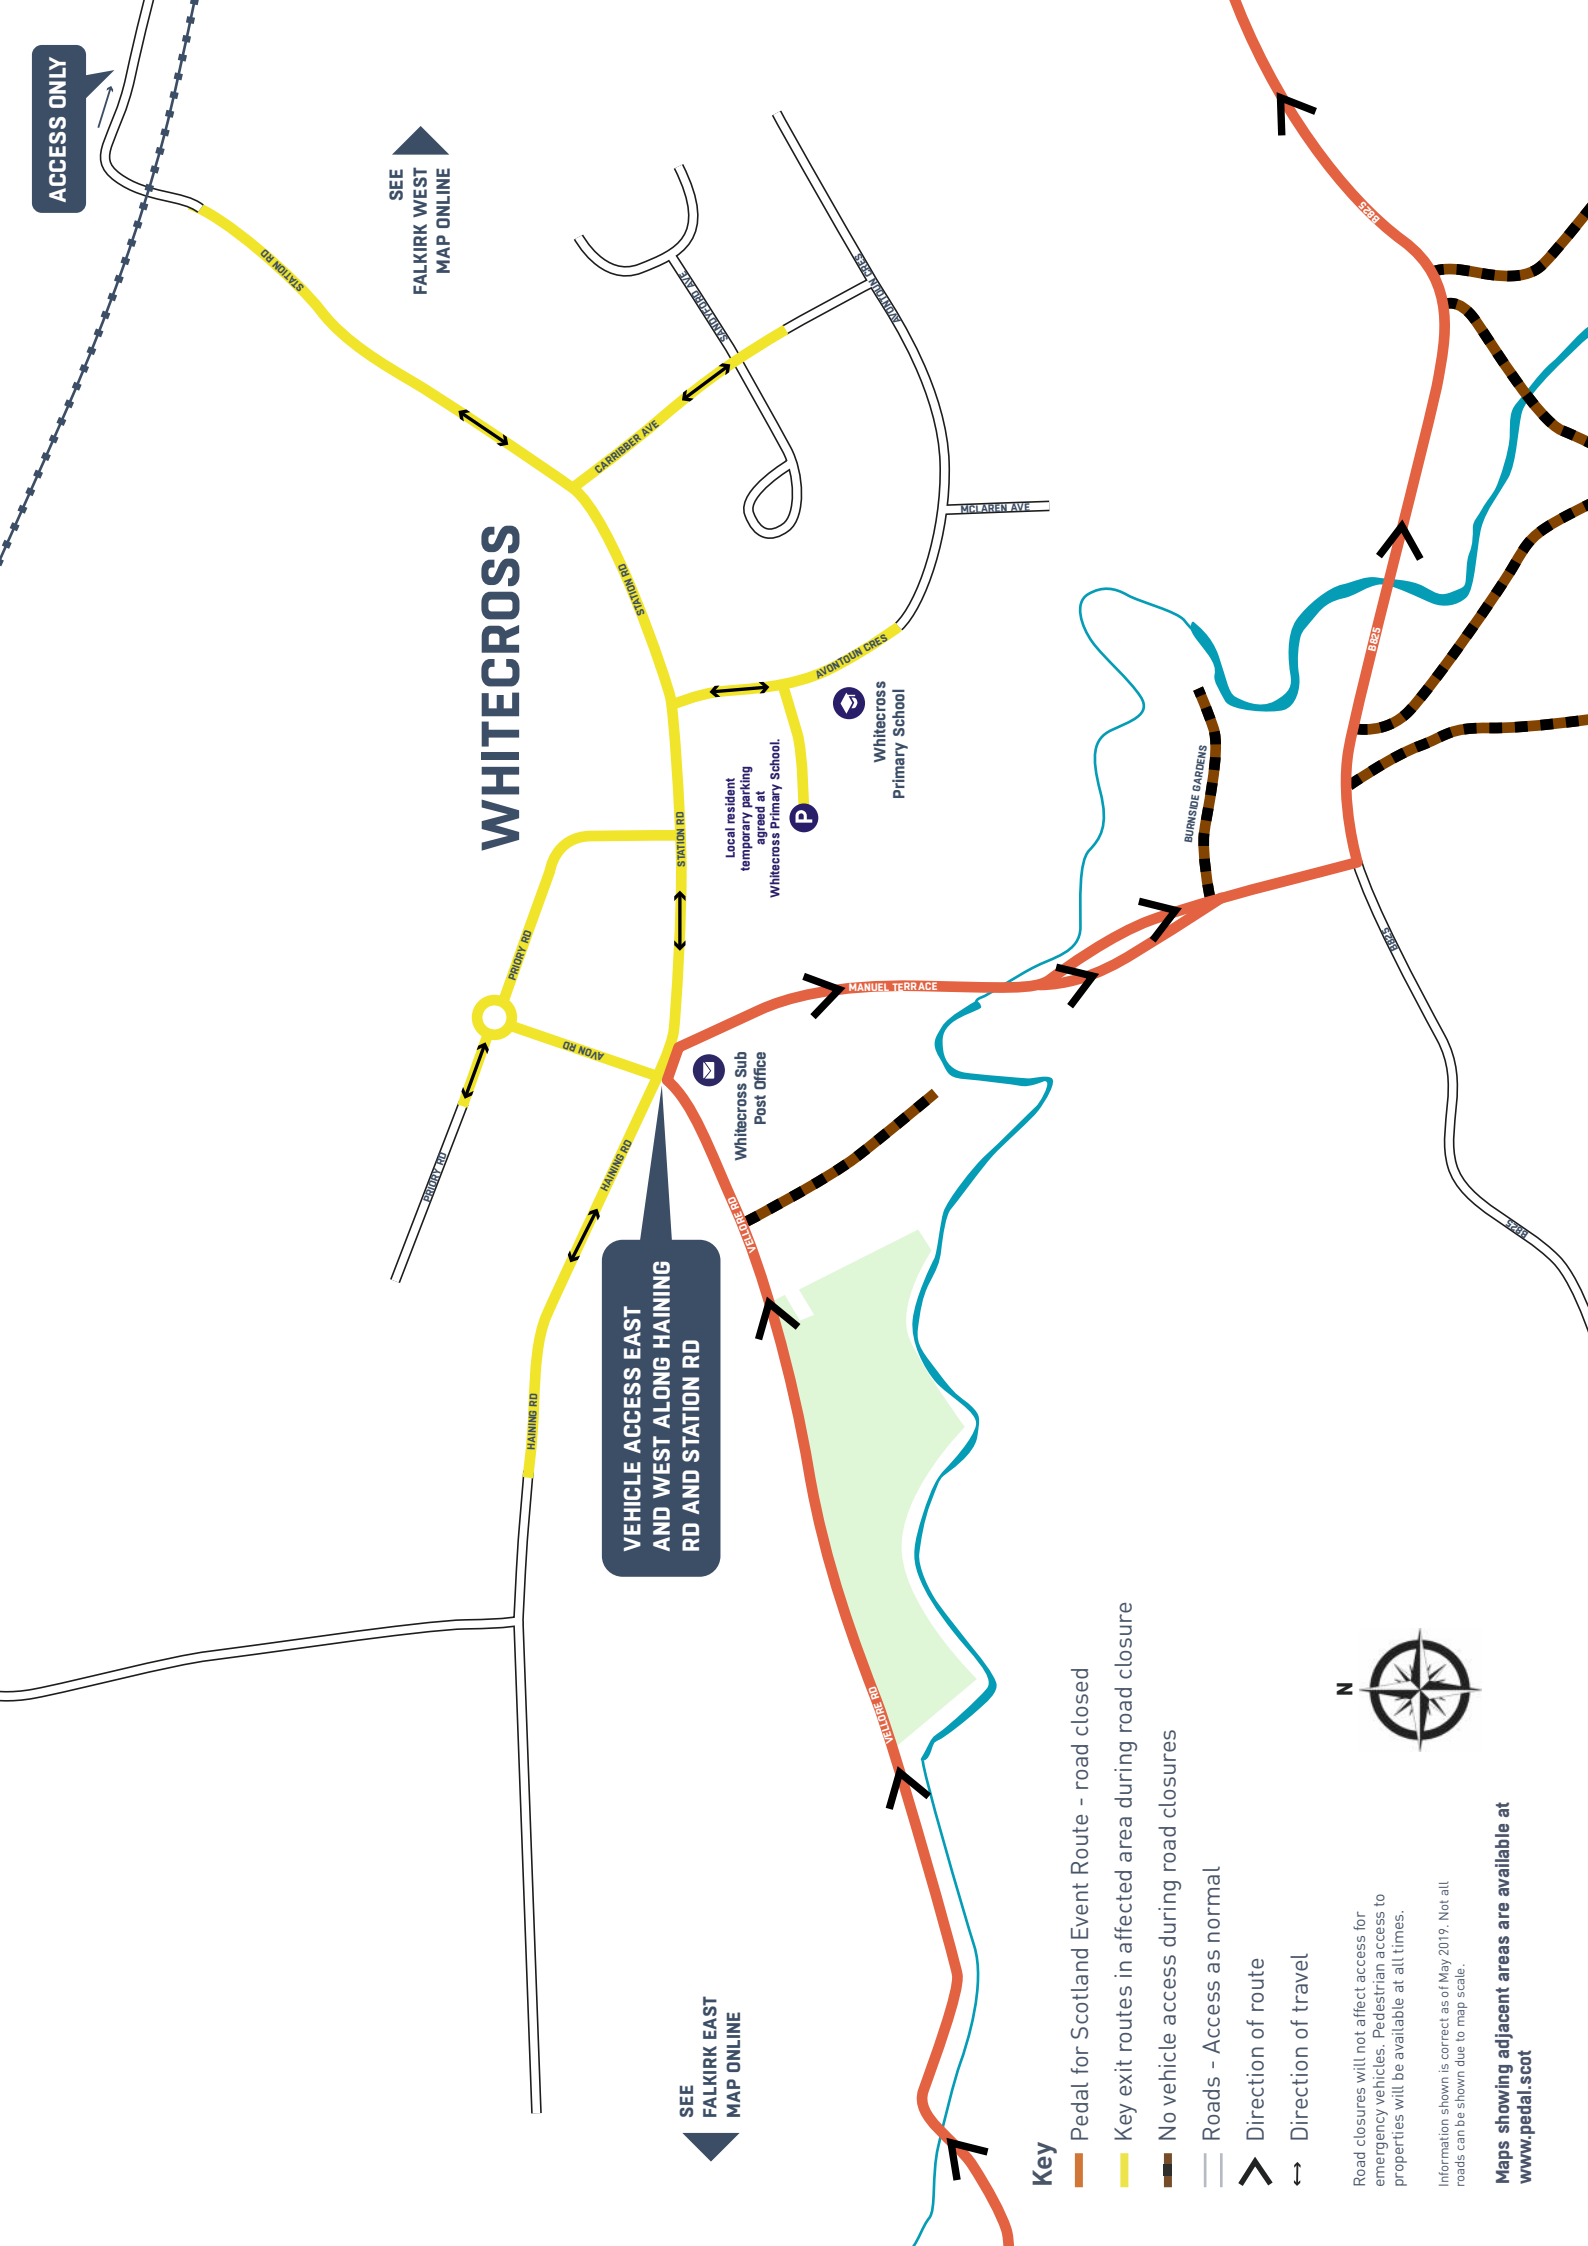 ACCESS ONLY
SEE
FALKIRK WEST
MAP ONLINE
STATION RD
SANDYFORD AVE
AVONTOUN CRES
AVONTOUN CRES
CARRIBBER AVE
MCLAREN AVE
WHITECROSS
STATION RD
AVONTOUN CRES
Whitecross
Primary School
Local resident
temporary parking
agreed at
Whitecross Primary School.
P
STATION RD
PRIORY RD
AVON RD
PRIORY RD
HAINING RD
HAINING RD
MANUEL TERRACE
Whitecross Sub
Post Office
BURNSIDE GARDENS
B825
B825
B825
B825
VELLORE RD
VELLORE RD
VEHICLE ACCESS EAST
AND WEST ALONG HAINING
RD AND STATION RD
SEE
FALKIRK EAST
MAP ONLINE
Key
Pedal for Scotland Event Route - road closed
Key exit routes in affected area during road closure
No vehicle access during road closures
Roads - Access as normal
Direction of route
Direction of travel
N
Road closures will not affect access for
emergency vehicles. Pedestrian access to
properties will be available at all times.
Information shown is correct as of May 2019. Not all
roads can be shown due to map scale.
Maps showing adjacent areas are available at
www.pedal.scot